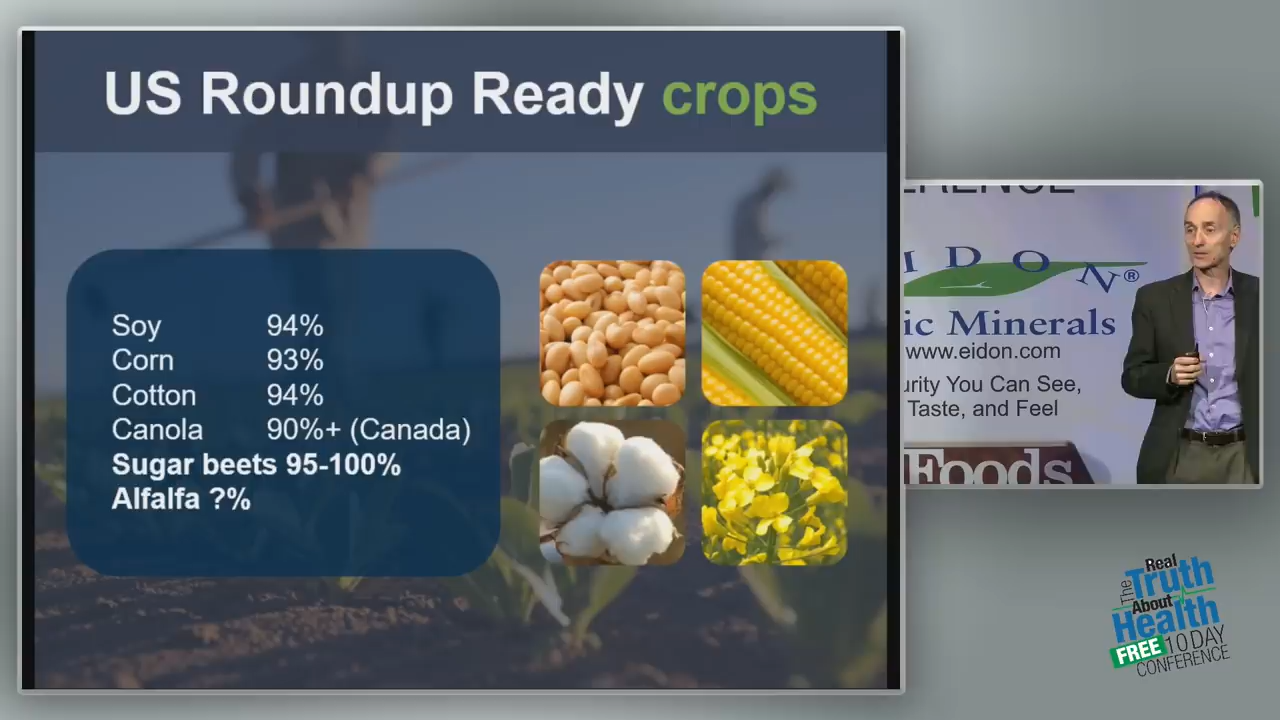 US Roundup Ready crops
Soy 94%
Corn 93%
Cotton 94%
Canola 90%+ (Canada)
Sugar beets 95-100%
Alfalfa ?%
IDON®
ic Minerals
www.eidon.com
urity You Can See,
Taste, and Feel
Foods
The Real
Truth
About
Health
FREE 10 DAY
CONFERENCE